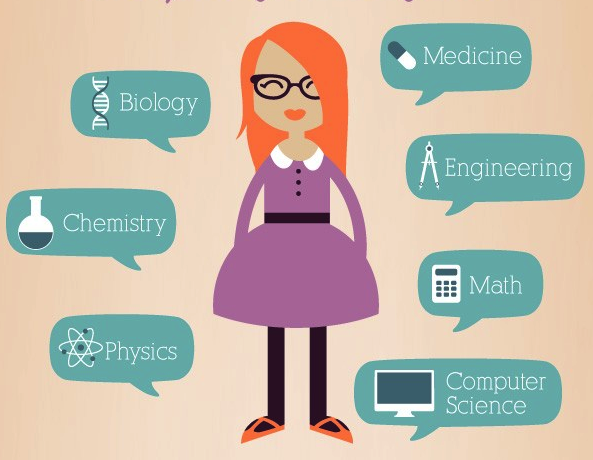 Medicine
Biology
Engineering
Chemistry
Math
Physics
Computer
Science